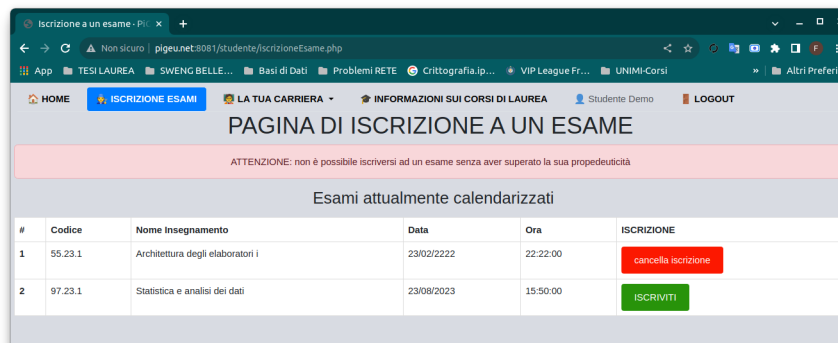 Iscrizione a un esame - PiG
Non sicuro | pigeu.net:8081/studente/iscrizioneEsame.php
App TESI LAUREA SWENG BELLE... Basi di Dati Problemi RETE Crittografia.ip... VIP League Fr... UNIMI-Corsi » Altri Preferi
HOME ISCRIZIONE ESAMI LA TUA CARRIERA INFORMAZIONI SUI CORSI DI LAUREA Studente Demo LOGOUT
PAGINA DI ISCRIZIONE A UN ESAME
ATTENZIONE: non è possibile iscriversi ad un esame senza aver superato la sua propedeuticità
Esami attualmente calendarizzati
# Codice Nome Insegnamento Data Ora ISCRIZIONE
1 55.23.1 Architettura degli elaboratori i 23/02/2222 22:22:00 cancella iscrizione
2 97.23.1 Statistica e analisi dei dati 23/08/2023 15:50:00 ISCRIVITI